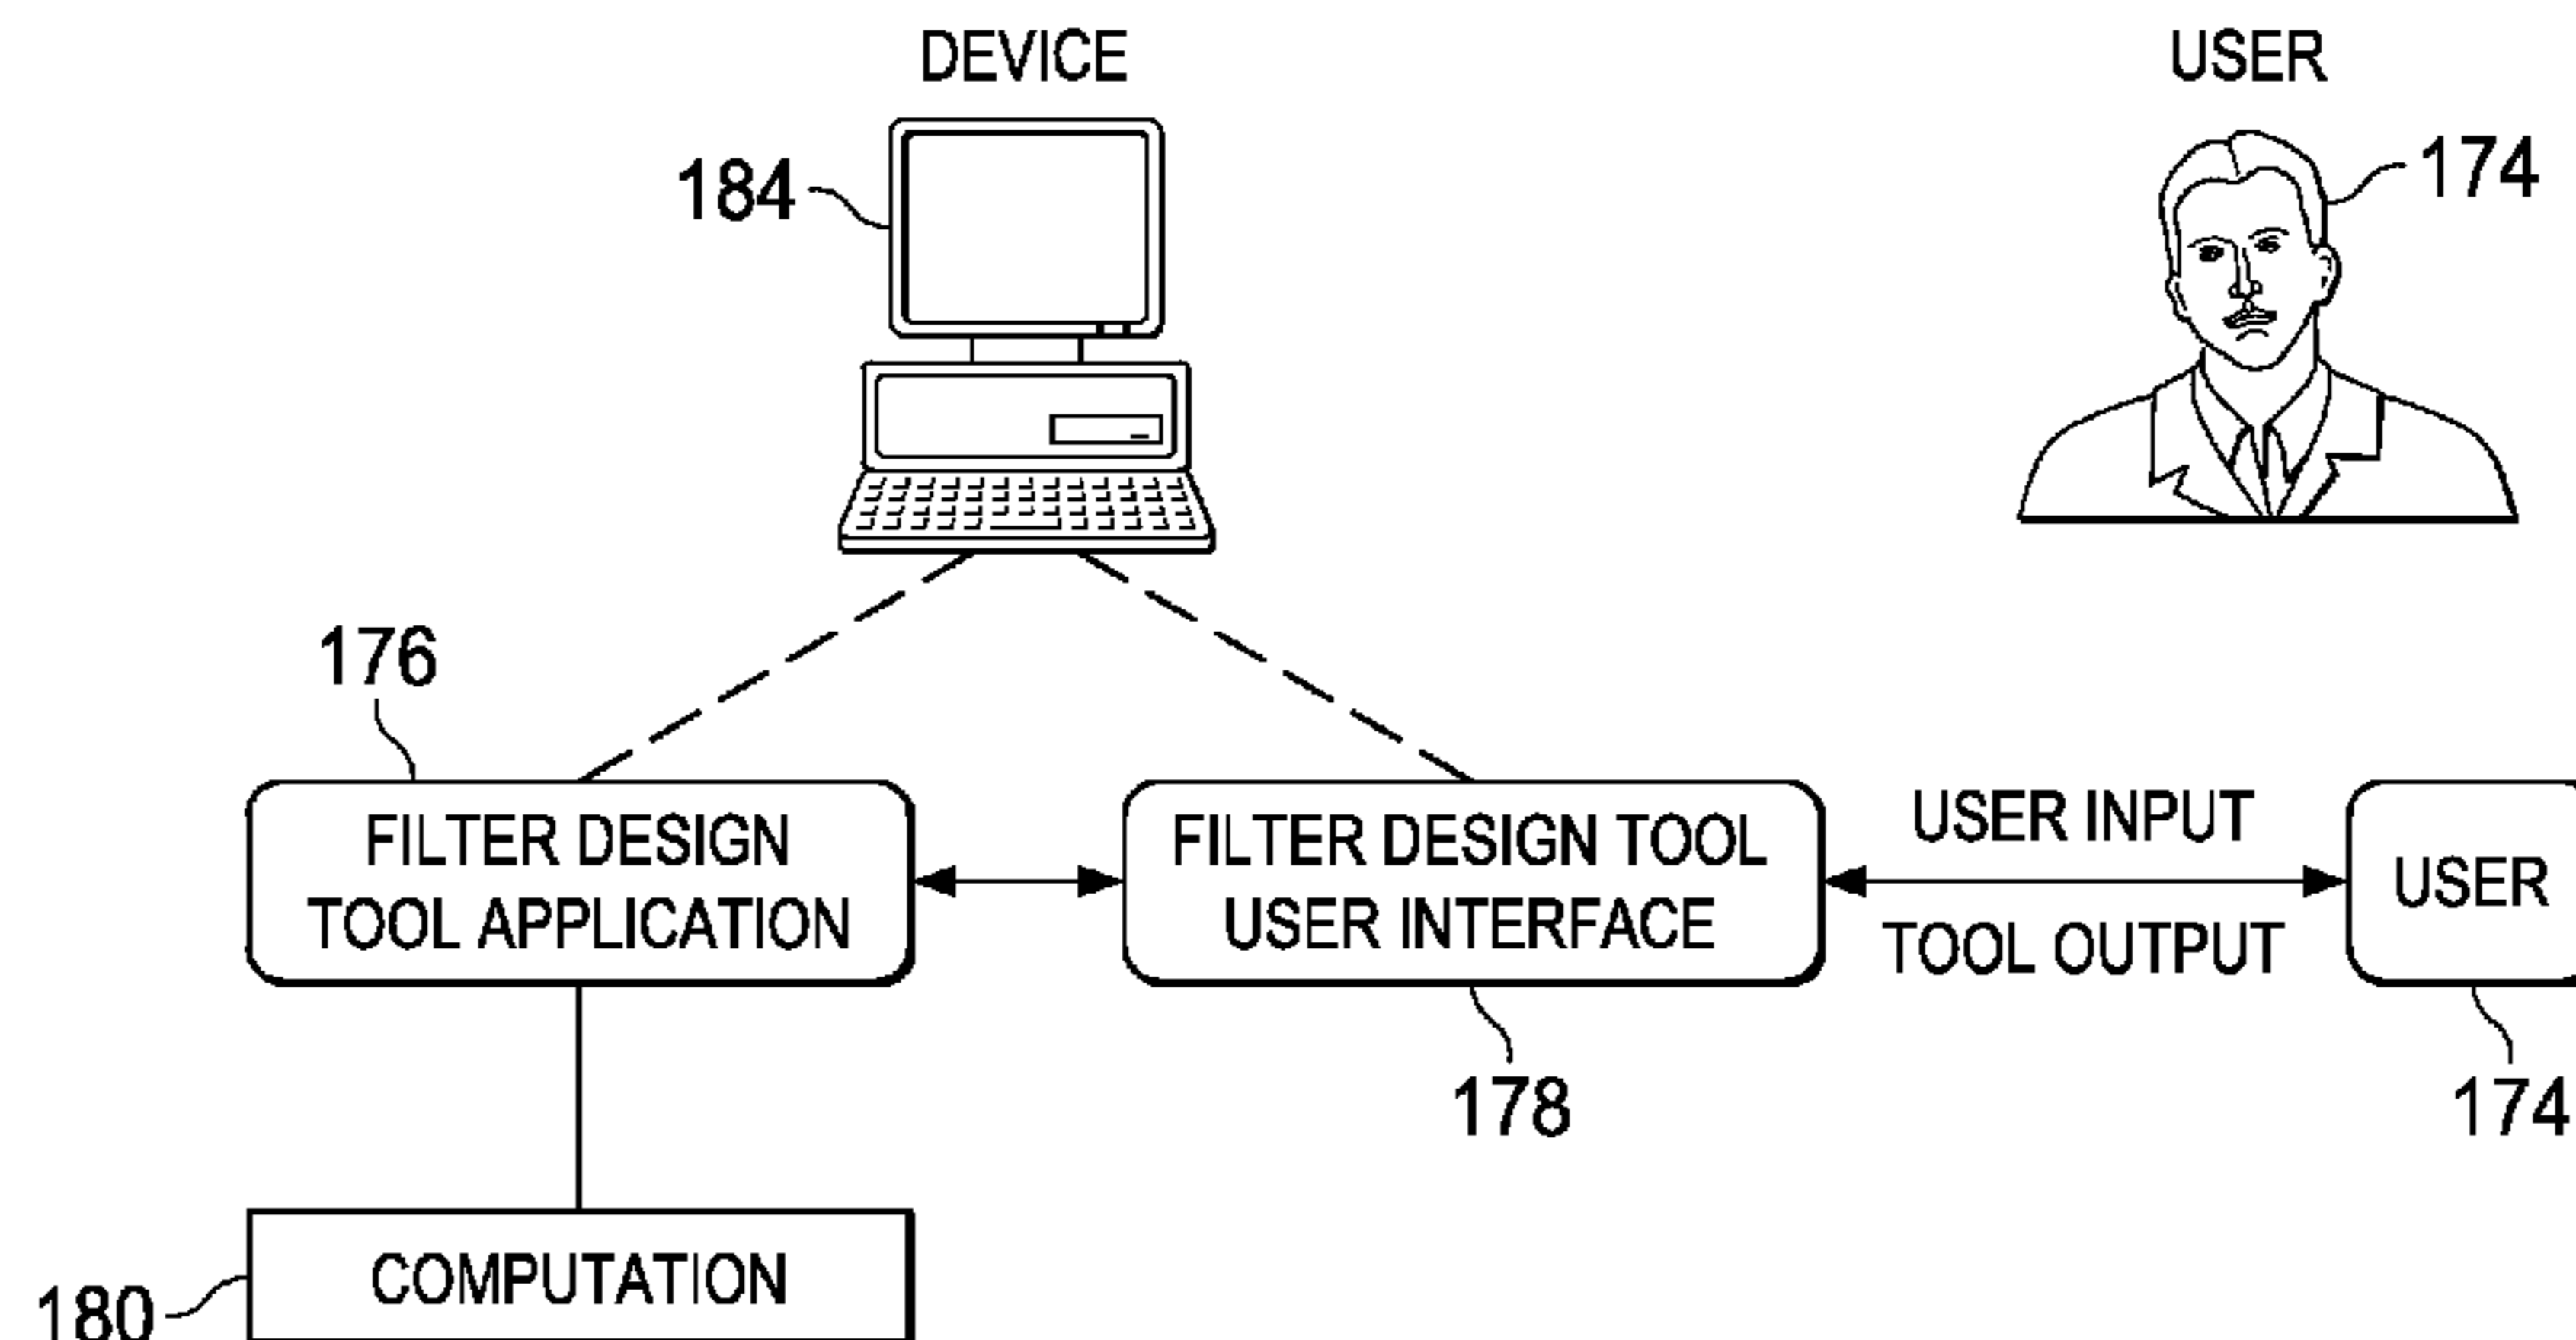 DEVICE
USER
184
174
176
FILTER DESIGN
TOOL APPLICATION
FILTER DESIGN TOOL
USER INTERFACE
USER INPUT
TOOL OUTPUT
USER
178
174
COMPUTATION
180